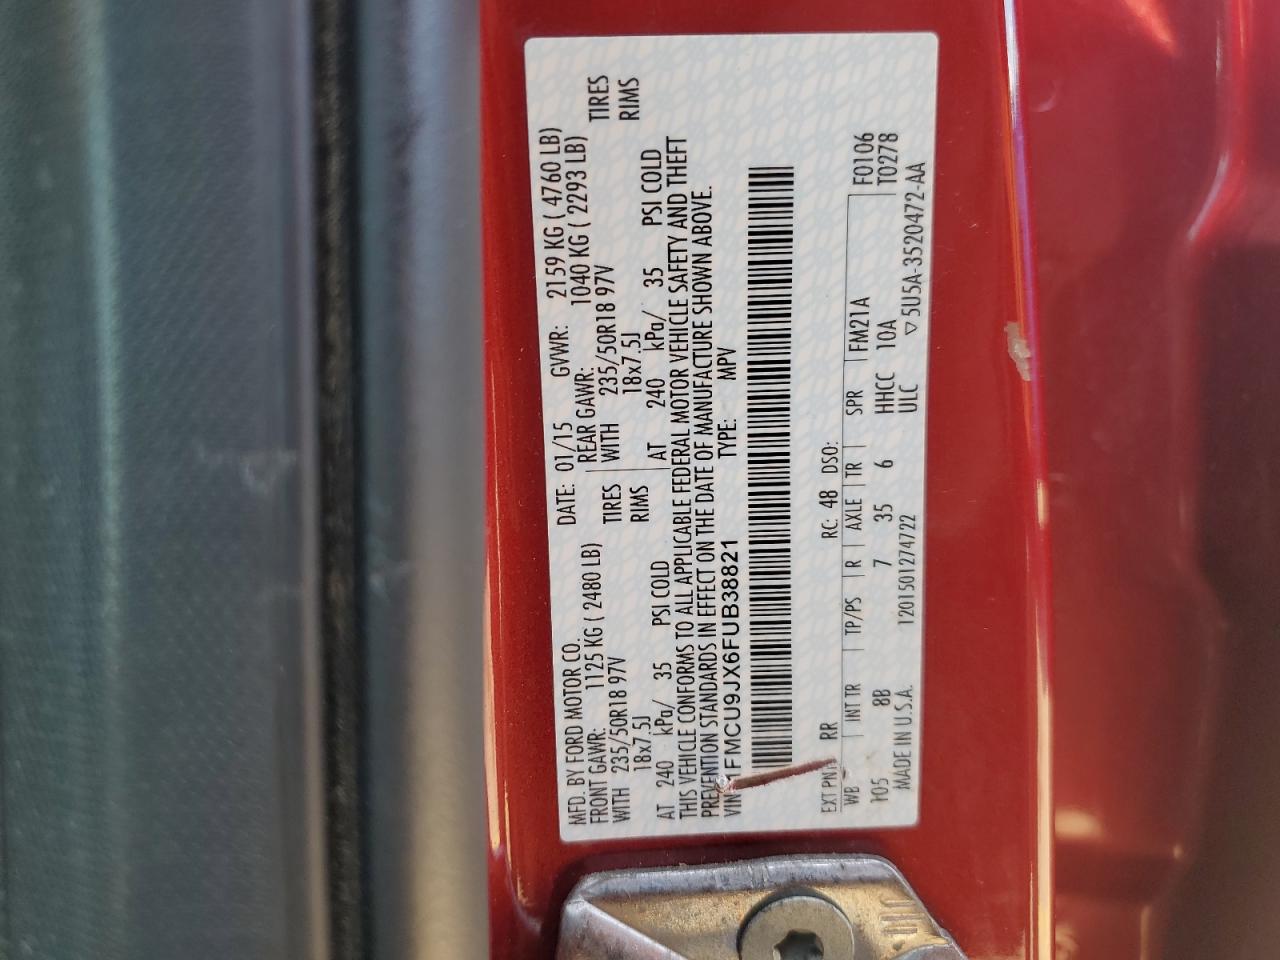 MFD. BY FORD MOTOR CO. DATE: 01/15 GVWR: 2159 KG ( 4760 LB)
FRONT GAWR: 1125 KG ( 2480 LB) REAR GAWR: 1040 KG ( 2293 LB)
WITH 235/50R18 97V TIRES WITH 235/50R18 97V TIRES
18x7.5J RIMS 18x7.5J RIMS
AT 240 kPa/ 35 PSI COLD AT 240 kPa/ 35 PSI COLD
THIS VEHICLE CONFORMS TO ALL APPLICABLE FEDERAL MOTOR VEHICLE SAFETY AND THEFT
PREVENTION STANDARDS IN EFFECT ON THE DATE OF MANUFACTURE SHOWN ABOVE.
VIN: 1FMCU9JX6FUB38821 TYPE: MPV
EXT PNT: RR RC: 48 DSO: F0106
WB INT TR TP/PS R AXLE TR SPR FM21A T0278
105 8B 7 35 6 HHCC 10A
MADE IN U.S.A. 1201501274722 ULC ▽5U5A-3520472-AA